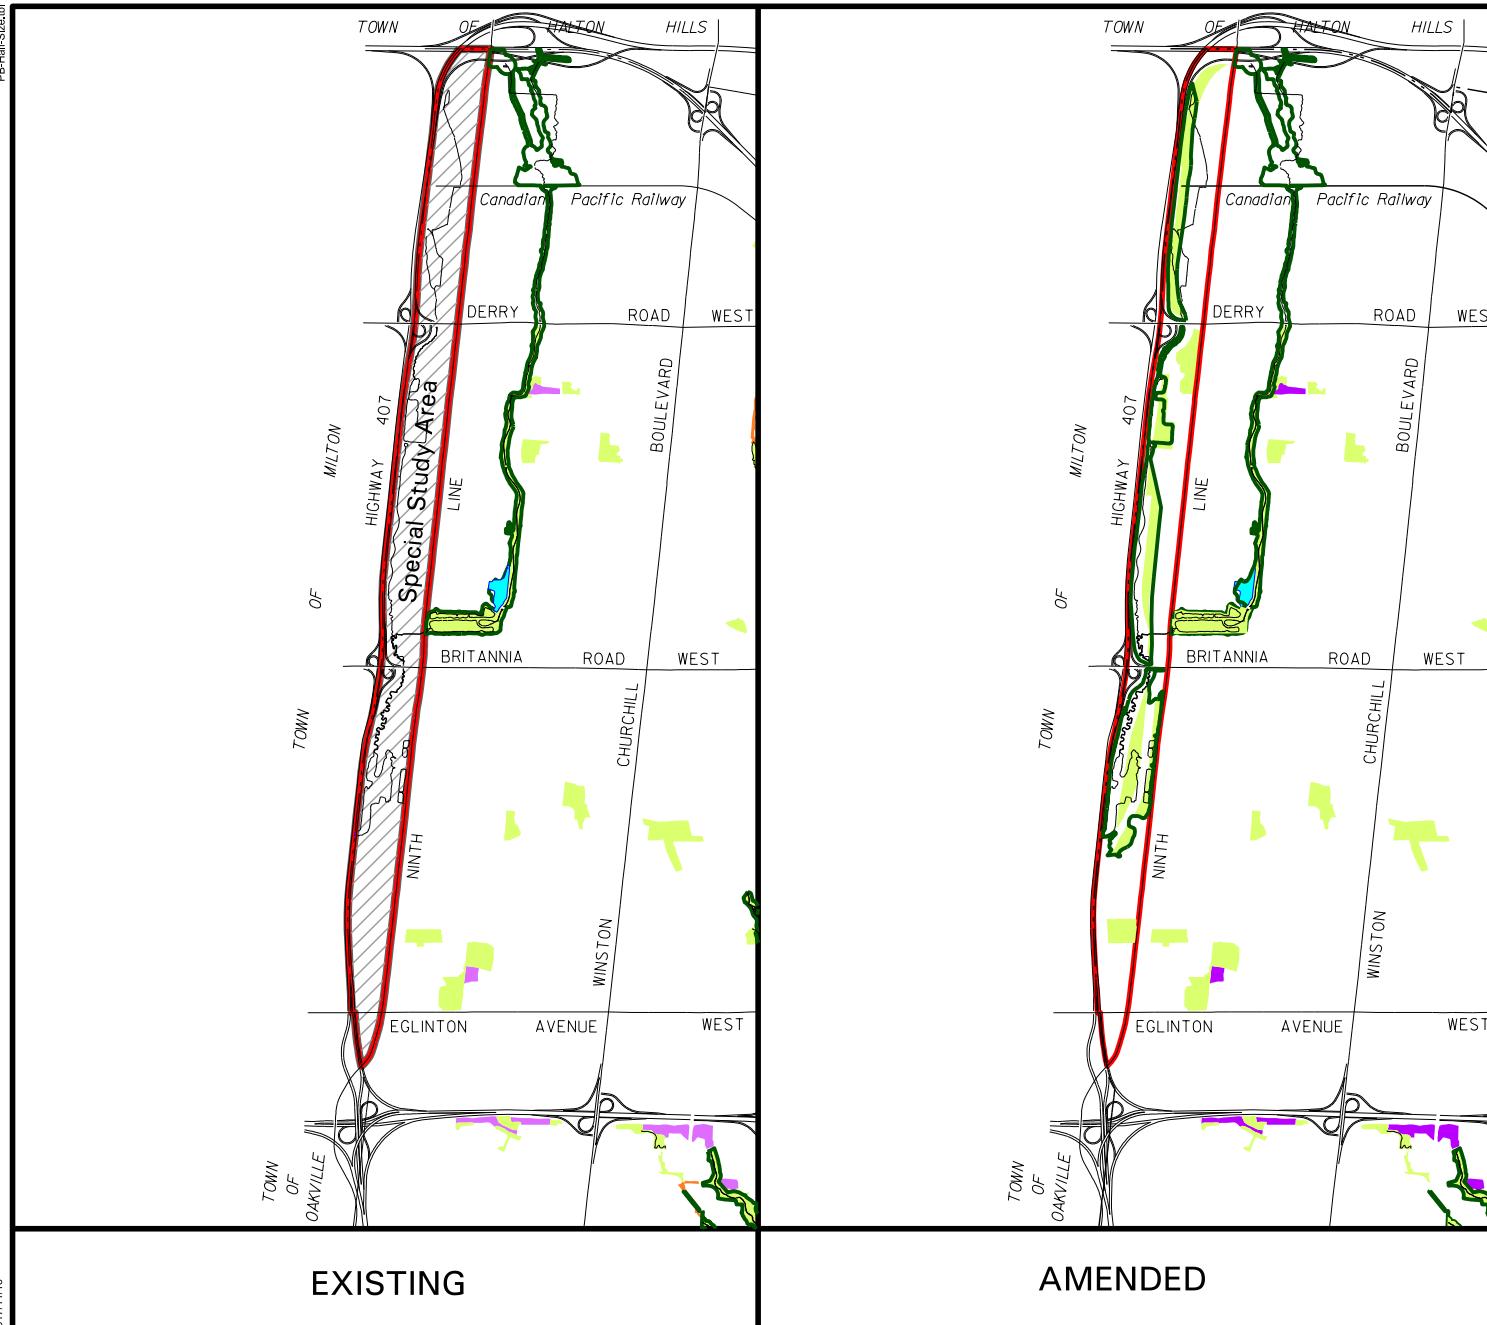 TOWN OF HALTON HILLS
Canadian Pacific Railway
DERRY ROAD WEST
Special Study Area
HIGHWAY 407
NINTH LINE
WINSTON CHURCHILL BOULEVARD
TOWN OF MILTON
BRITANNIA ROAD WEST
EGLINTON AVENUE WEST
TOWN
OF
OAKVILLE
EXISTING
TOWN OF HALTON HILLS
Canadian Pacific Railway
DERRY ROAD WES
HIGHWAY 407
NINTH LINE
WINSTON CHURCHILL BOULEVARD
TOWN OF MILTON
BRITANNIA ROAD WEST
EGLINTON AVENUE WEST
TOWN
OF
OAKVILLE
AMENDED